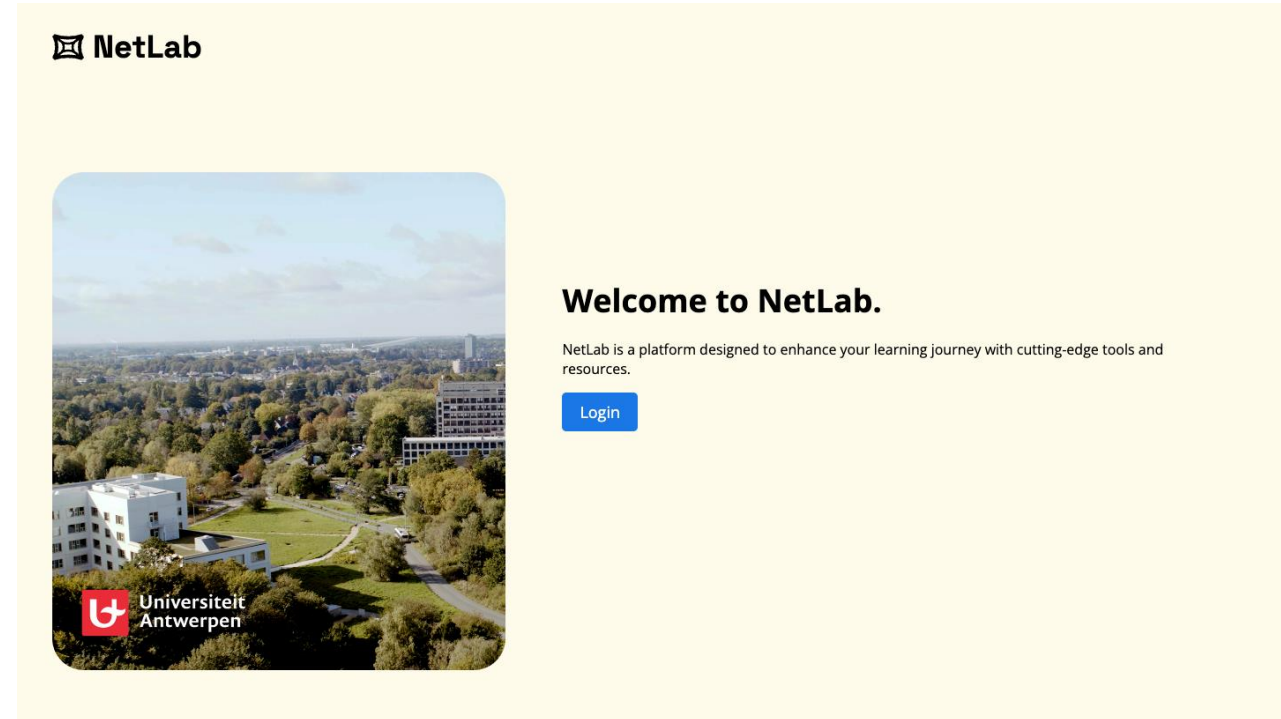 NetLab
Welcome to NetLab.
NetLab is a platform designed to enhance your learning journey with cutting-edge tools and
resources.
Login
Universiteit
Antwerpen